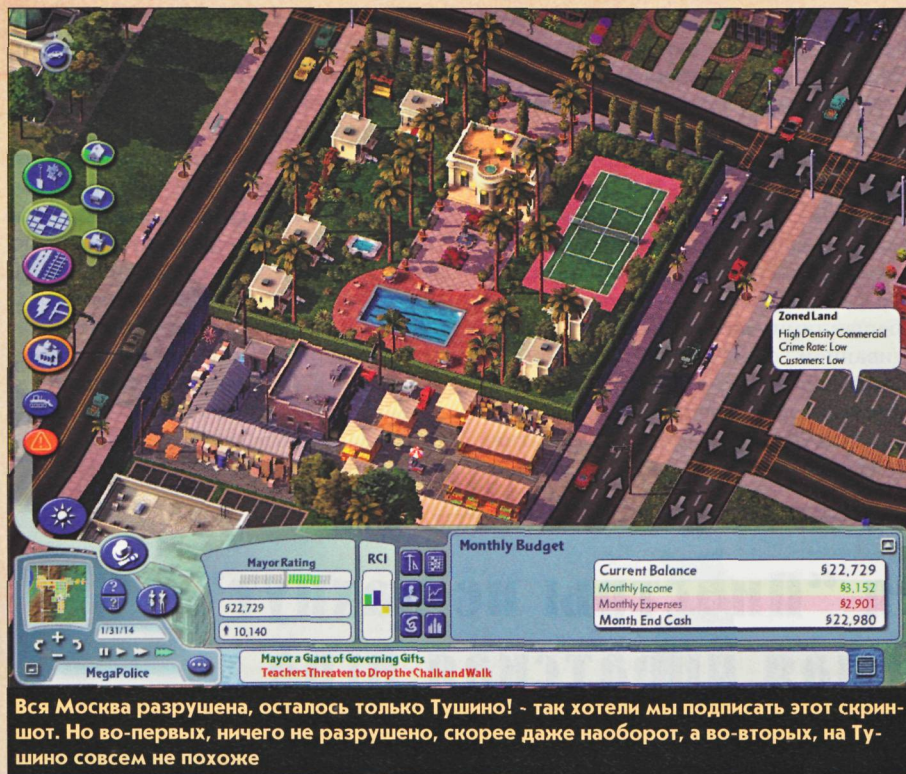 Zoned Land
High Density Commercial
Crime Rate: Low
Customers: Low
Mayor Rating
§22,729
10,140
RCI
Monthly Budget
Current Balance §22,729
Monthly Income §3,152
Monthly Expenses §2,901
Month End Cash §22,980
1/31/14
MegaPolice
Mayor a Giant of Governing Gifts
Teachers Threaten to Drop the Chalk and Walk
Вся Москва разрушена, осталось только Тушино! - так хотели мы подписать этот скрин-
шот. Но во-первых, ничего не разрушено, скорее даже наоборот, а во-вторых, на Ту-
шино совсем не похоже